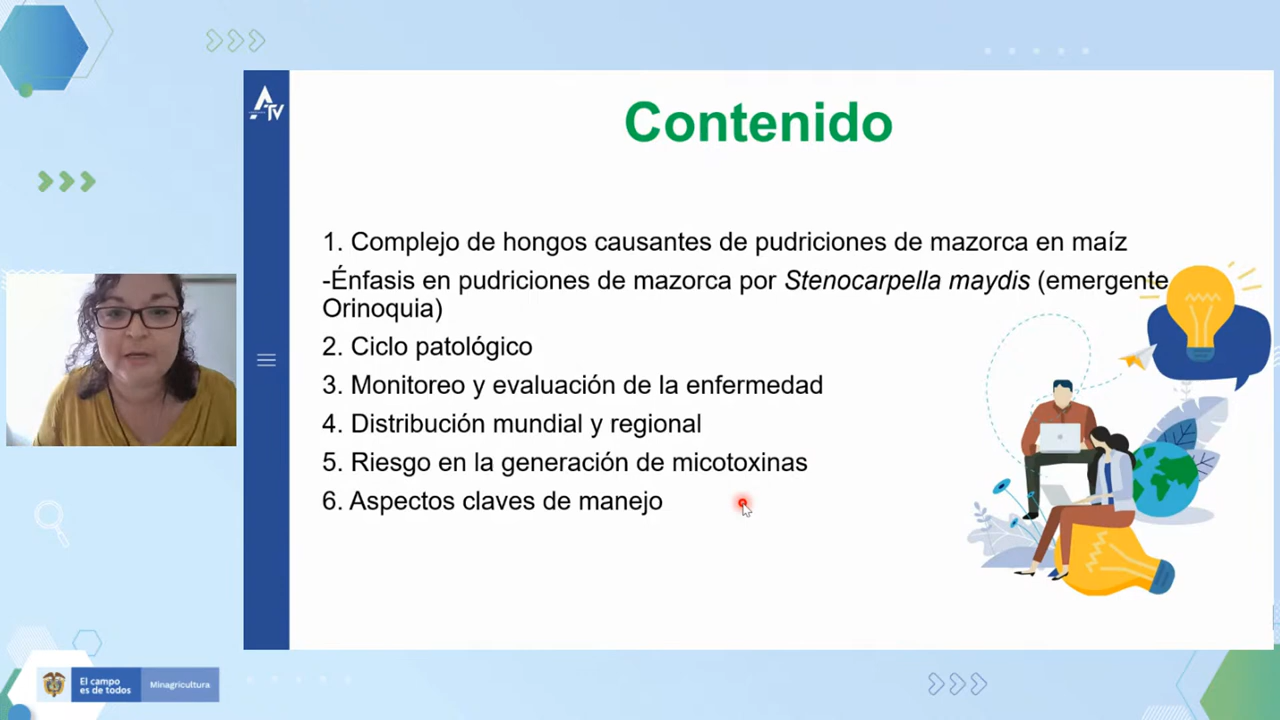 ATV
Contenido
1. Complejo de hongos causantes de pudriciones de mazorca en maíz
-Énfasis en pudriciones de mazorca por Stenocarpella maydis (emergente
Orinoquia)
2. Ciclo patológico
3. Monitoreo y evaluación de la enfermedad
4. Distribución mundial y regional
5. Riesgo en la generación de micotoxinas
6. Aspectos claves de manejo
El campo
es de todos
Minagricultura